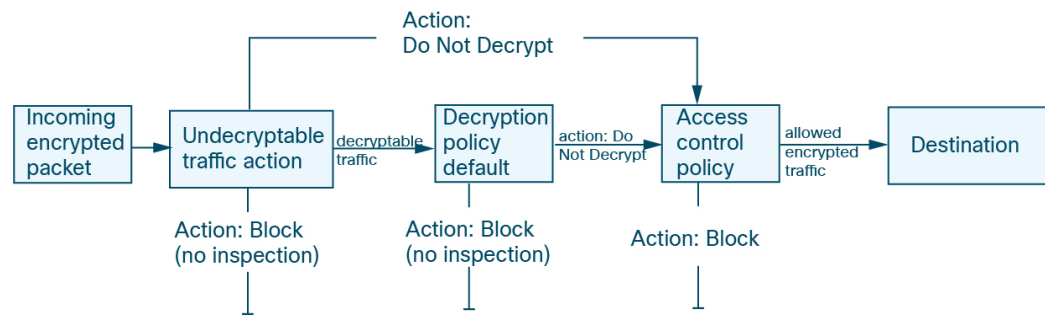 Action:
Do Not Decrypt
Incoming
encrypted
packet
Undecryptable
traffic action
decryptable
traffic
Decryption
policy
default
action: Do
Not Decrypt
Access
control
policy
allowed
encrypted
traffic
Destination
Action: Block
(no inspection)
Action: Block
(no inspection)
Action: Block